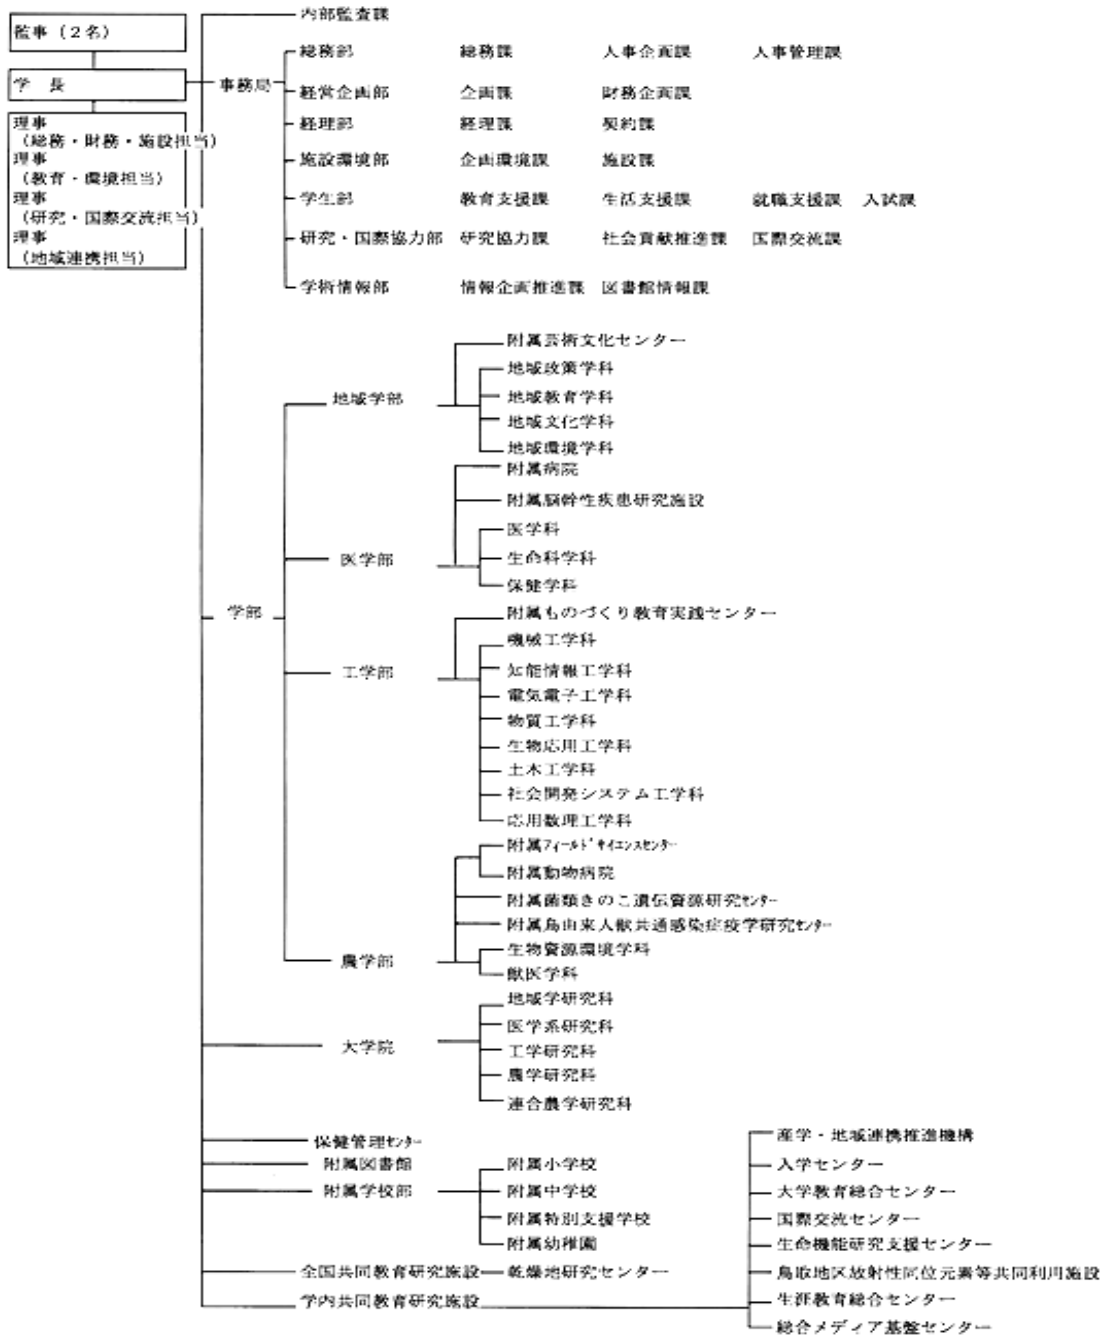 内部監査課
監事（2名）
学 長
理事
（総務・財務・施設担当）
理事
（教育・環境担当）
理事
（研究・国際交流担当）
理事
（地域連携担当）
事務局
総務部 総務課 人事企画課 人事管理課
経営企画部 企画課 財務企画課
経理部 経理課 契約課
施設環境部 企画環境課 施設課
学生部 教育支援課 生活支援課 就職支援課 入試課
研究・国際協力部 研究協力課 社会貢献推進課 国際交流課
学術情報部 情報企画推進課 図書館情報課
学部
地域学部
附属芸術文化センター
地域政策学科
地域教育学科
地域文化学科
地域環境学科
医学部
附属病院
附属脳幹性疾患研究施設
医学科
生命科学科
保健学科
工学部
附属ものづくり教育実践センター
機械工学科
知能情報工学科
電気電子工学科
物質工学科
生物応用工学科
土木工学科
社会開発システム工学科
応用数理工学科
農学部
附属ﾌｨｰﾙﾄﾞｻｲｴﾝｽｾﾝﾀｰ
附属動物病院
附属菌類きのこ遺伝資源研究ｾﾝﾀｰ
附属鳥由来人獣共通感染症疫学研究ｾﾝﾀｰ
生物資源環境学科
獣医学科
大学院
地域学研究科
医学系研究科
工学研究科
農学研究科
連合農学研究科
保健管理ｾﾝﾀｰ
附属図書館
附属学校部
附属小学校
附属中学校
附属特別支援学校
附属幼稚園
全国共同教育研究施設
乾燥地研究センター
学内共同教育研究施設
産学・地域連携推進機構
入学センター
大学教育総合センター
国際交流センター
生命機能研究支援センター
鳥取地区放射性同位元素等共同利用施設
生涯教育総合センター
総合メディア基盤センター